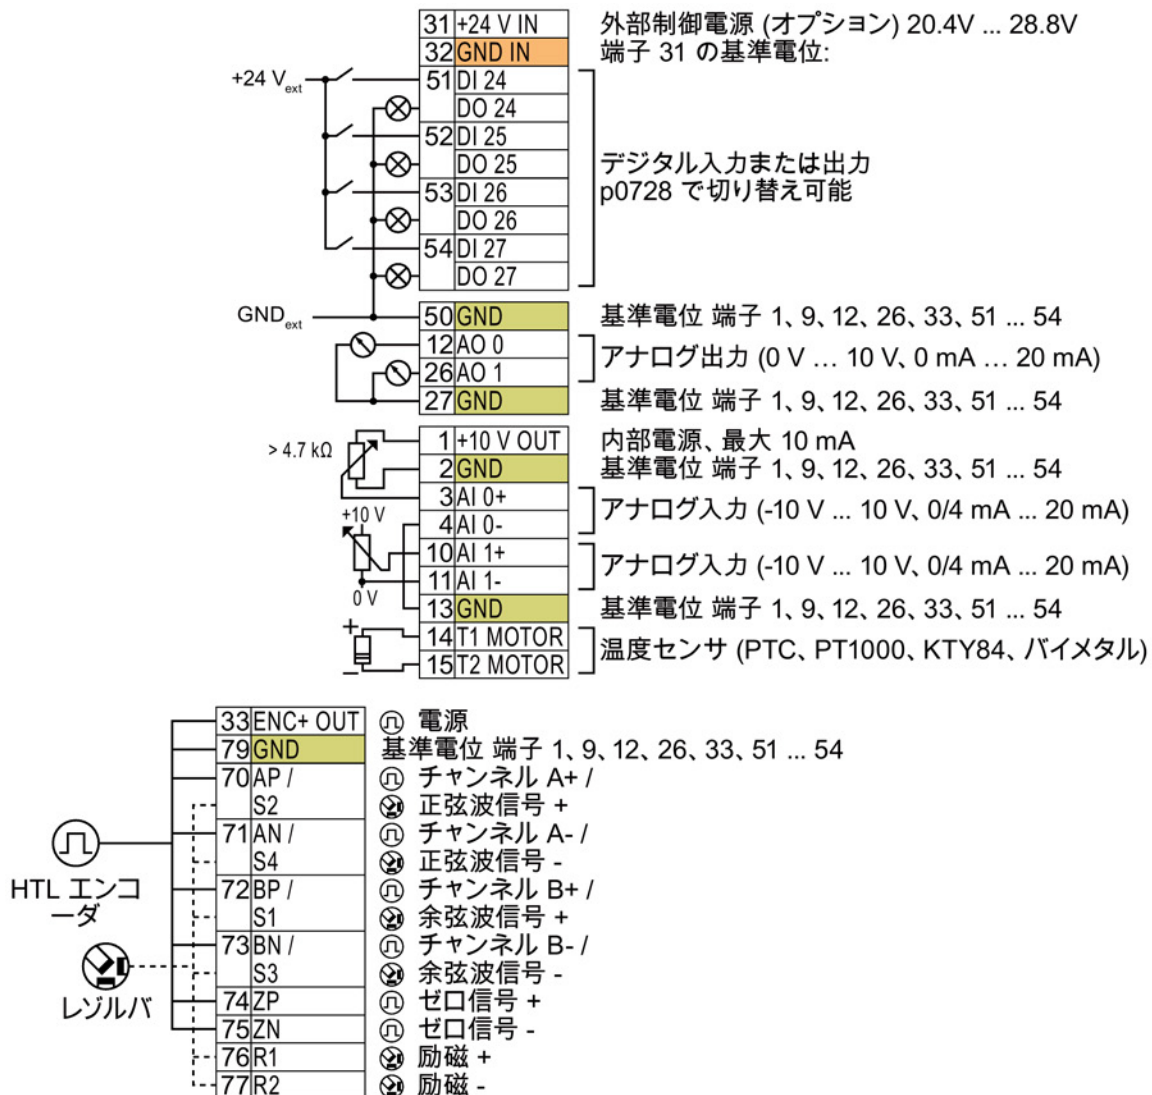 31 +24 V IN 外部制御電源 (オプション) 20.4V ... 28.8V
32 GND IN 端子 31 の基準電位:
+24 Vext
51 DI 24
DO 24
52 DI 25
DO 25
53 DI 26
DO 26
54 DI 27
DO 27
デジタル入力または出力
p0728 で切り替え可能
GNDext
50 GND 基準電位 端子 1、9、12、26、33、51 ... 54
12 AO 0
26 AO 1
アナログ出力 (0 V ... 10 V、0 mA ... 20 mA)
27 GND 基準電位 端子 1、9、12、26、33、51 ... 54
> 4.7 kΩ
1 +10 V OUT 内部電源、最大 10 mA
2 GND 基準電位 端子 1、9、12、26、33、51 ... 54
3 AI 0+
4 AI 0-
アナログ入力 (-10 V ... 10 V、0/4 mA ... 20 mA)
+10 V
10 AI 1+
11 AI 1-
アナログ入力 (-10 V ... 10 V、0/4 mA ... 20 mA)
0 V
13 GND 基準電位 端子 1、9、12、26、33、51 ... 54
+
14 T1 MOTOR
15 T2 MOTOR
−
温度センサ (PTC、PT1000、KTY84、バイメタル)
33 ENC+ OUT 電源
79 GND 基準電位 端子 1、9、12、26、33、51 ... 54
70 AP / チャンネル A+ /
S2 正弦波信号 +
71 AN / チャンネル A- /
S4 正弦波信号 -
72 BP / チャンネル B+ /
S1 余弦波信号 +
73 BN / チャンネル B- /
S3 余弦波信号 -
74 ZP ゼロ信号 +
75 ZN ゼロ信号 -
76 R1 励磁 +
77 R2 励磁 -
HTL エンコ
ーダ
レゾルバ